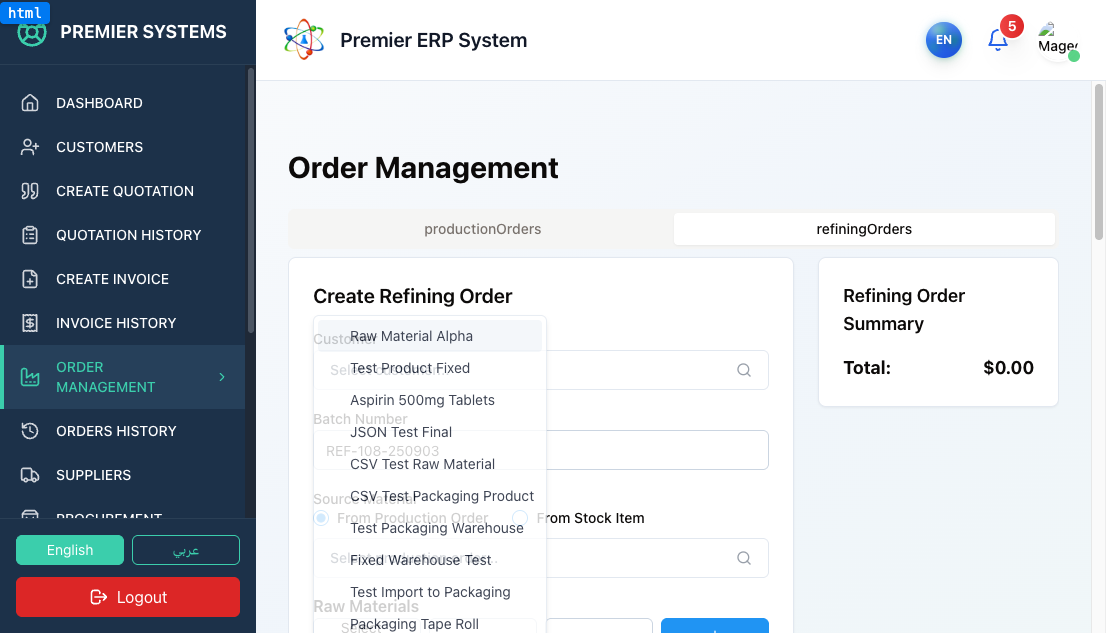 html
PREMIER SYSTEMS
DASHBOARD
CUSTOMERS
CREATE QUOTATION
QUOTATION HISTORY
CREATE INVOICE
INVOICE HISTORY
ORDER
MANAGEMENT
ORDERS HISTORY
SUPPLIERS
PROCUREMENT
English
عربي
Logout
Premier ERP System
EN
5
Mage
Order Management
productionOrders
refiningOrders
Create Refining Order
Customer
Raw Material Alpha
Test Product Fixed
Aspirin 500mg Tablets
Batch Number
JSON Test Final
REF-108-250903
CSV Test Raw Material
Source Material
CSV Test Packaging Product
From Production Order
From Stock Item
Test Packaging Warehouse
Fixed Warehouse Test
Test Import to Packaging
Raw Materials
Packaging Tape Roll
Select
Refining Order
Summary
Total:
$0.00